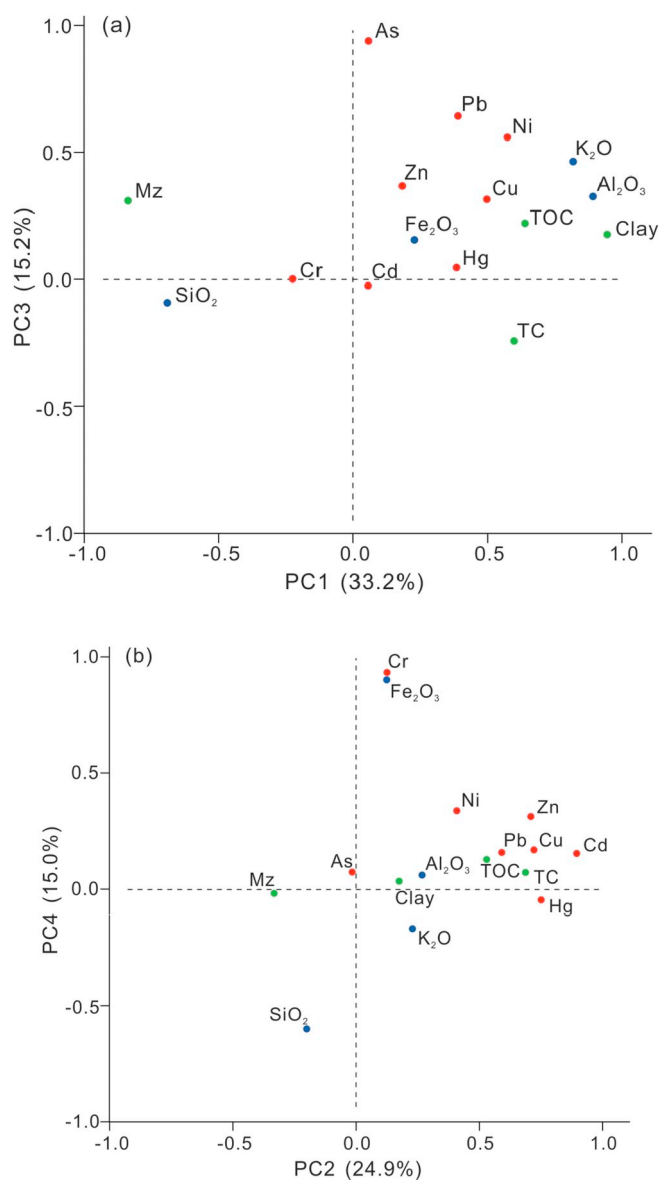 (a)
1.0
As
Pb
Ni
K₂O
0.5
Zn
Al₂O₃
Mz
Cu
TOC
Fe₂O₃
Clay
Hg
Cr
Cd
0.0
SiO₂
TC
-0.5
-1.0
PC3 (15.2%)
-1.0 -0.5 0.0 0.5 1.0
PC1 (33.2%)
(b)
1.0
Cr
Fe₂O₃
0.5
Ni
Zn
Pb
Cu
Cd
As
Al₂O₃
TOC
TC
Mz
0.0
Clay
Hg
K₂O
SiO₂
-0.5
-1.0
PC4 (15.0%)
-1.0 -0.5 0.0 0.5 1.0
PC2 (24.9%)